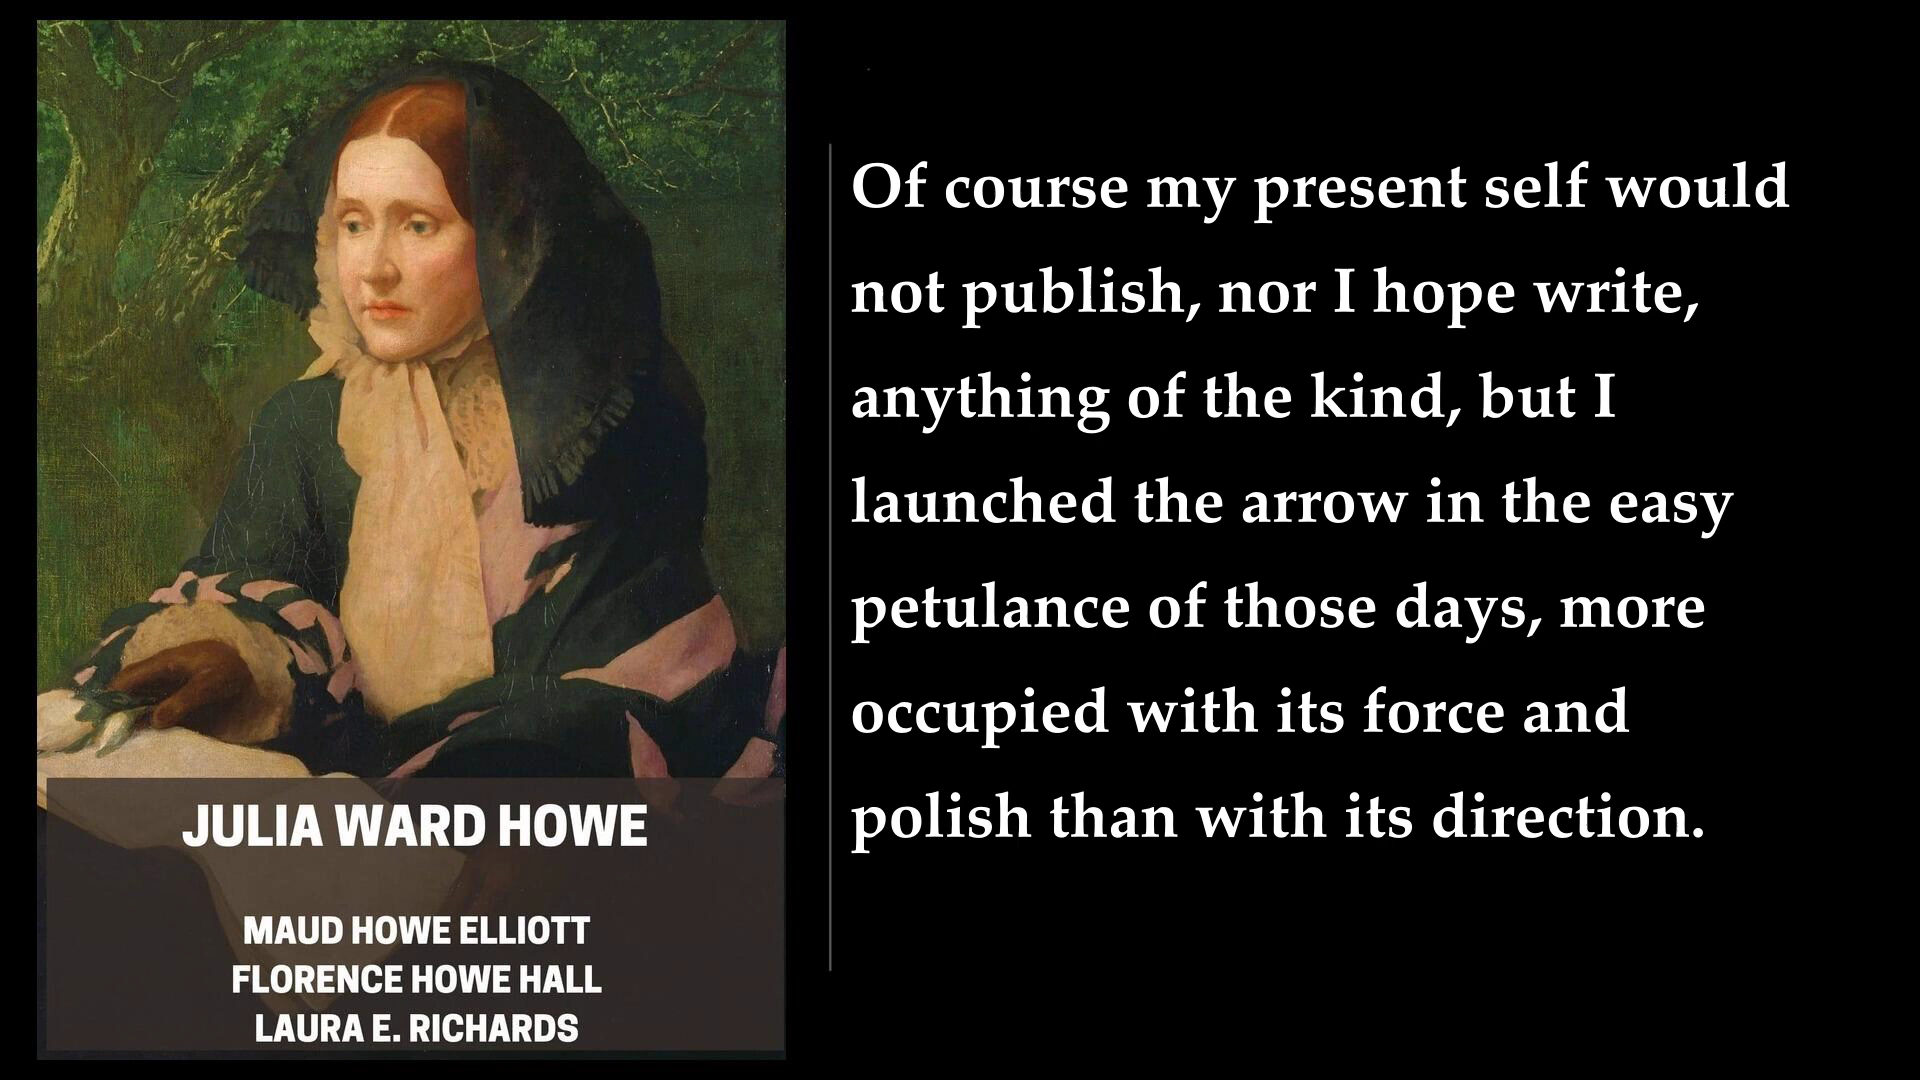 JULIA WARD HOWE
MAUD HOWE ELLIOTT
FLORENCE HOWE HALL
LAURA E. RICHARDS
Of course my present self would
not publish, nor I hope write,
anything of the kind, but I
launched the arrow in the easy
petulance of those days, more
occupied with its force and
polish than with its direction.